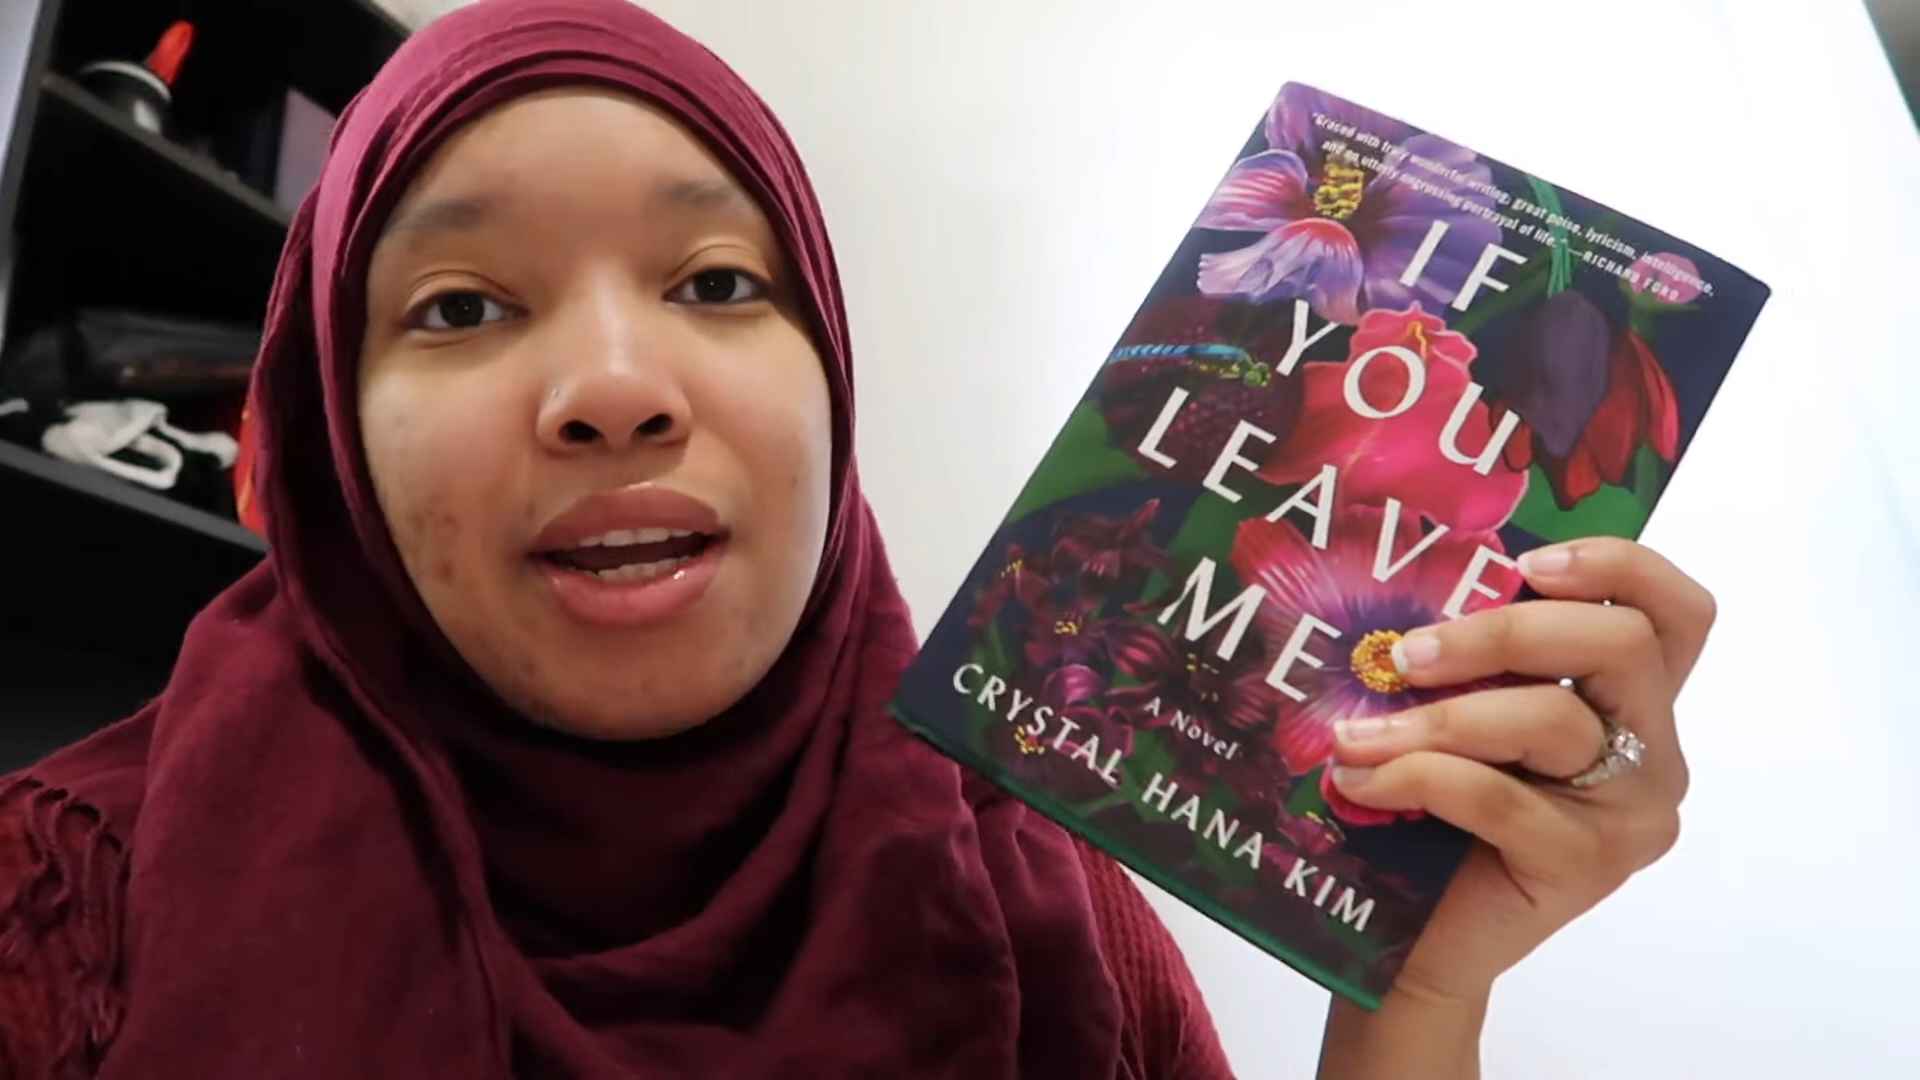 "Graced with truly wonderful writing, great poise, lyricism, intelligence,
and an utterly engrossing portrayal of life." —RICHARD FORD
IF
YOU
LEAVE
ME
A Novel
CRYSTAL HANA KIM